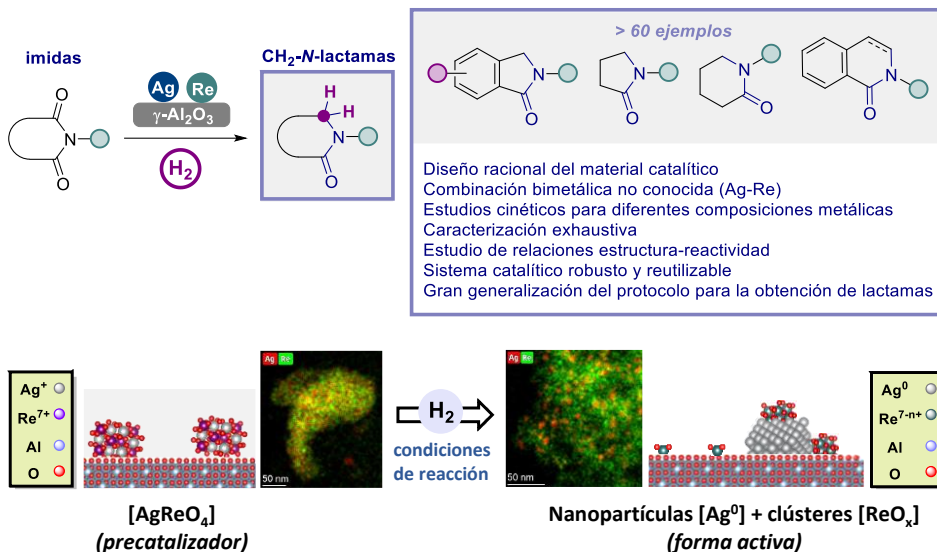 imidas
Ag Re
γ-Al₂O₃
H₂
O
N
O
CH₂-N-lactamas
H
H
N
O
> 60 ejemplos
N
O
N
O
N
O
N
O
Diseño racional del material catalítico
Combinación bimetálica no conocida (Ag-Re)
Estudios cinéticos para diferentes composiciones metálicas
Caracterización exhaustiva
Estudio de relaciones estructura-reactividad
Sistema catalítico robusto y reutilizable
Gran generalización del protocolo para la obtención de lactamas
Ag⁺
Re⁷⁺
Al
O
Ag Re
50 nm
H₂
condiciones
de reacción
Ag Re
50 nm
Ag⁰
Re⁷⁻ⁿ⁺
Al
O
[AgReO₄]
(precatalizador)
Nanopartículas [Ag⁰] + clústeres [ReOₓ]
(forma activa)